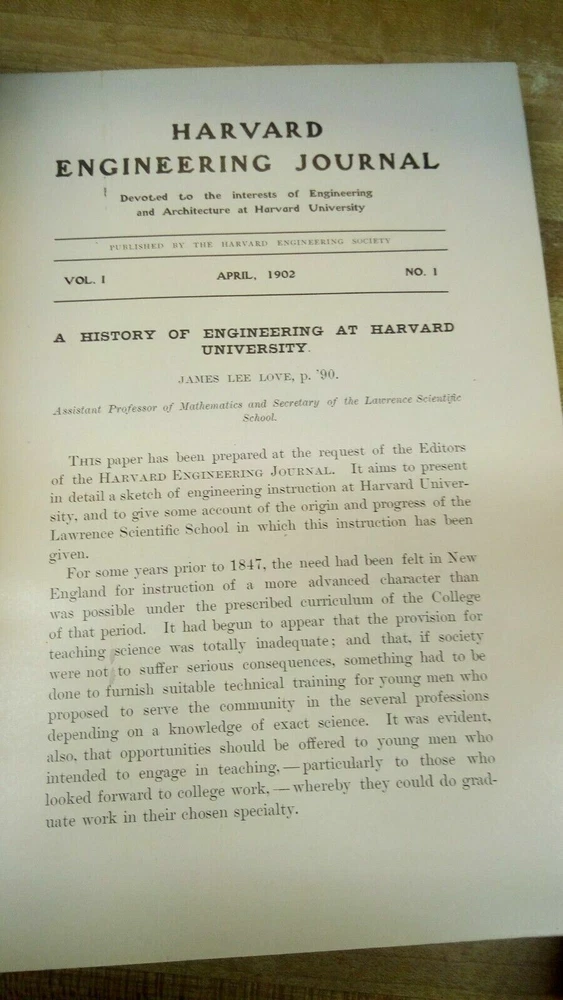 HARVARD
ENGINEERING JOURNAL
Devoted to the interests of Engineering
and Architecture at Harvard University
PUBLISHED BY THE HARVARD ENGINEERING SOCIETY
VOL. I APRIL, 1902 NO. 1
A HISTORY OF ENGINEERING AT HARVARD
UNIVERSITY.
JAMES LEE LOVE, p. '90.
Assistant Professor of Mathematics and Secretary of the Lawrence Scientific
School.
THIS paper has been prepared at the request of the Editors
of the HARVARD ENGINEERING JOURNAL. It aims to present
in detail a sketch of engineering instruction at Harvard Univer-
sity, and to give some account of the origin and progress of the
Lawrence Scientific School in which this instruction has been
given.
For some years prior to 1847, the need had been felt in New
England for instruction of a more advanced character than
was possible under the prescribed curriculum of the College
of that period. It had begun to appear that the provision for
teaching science was totally inadequate; and that, if society
were not to suffer serious consequences, something had to be
done to furnish suitable technical training for young men who
proposed to serve the community in the several professions
depending on a knowledge of exact science. It was evident,
also, that opportunities should be offered to young men who
intended to engage in teaching,—particularly to those who
looked forward to college work,—whereby they could do grad-
uate work in their chosen specialty.